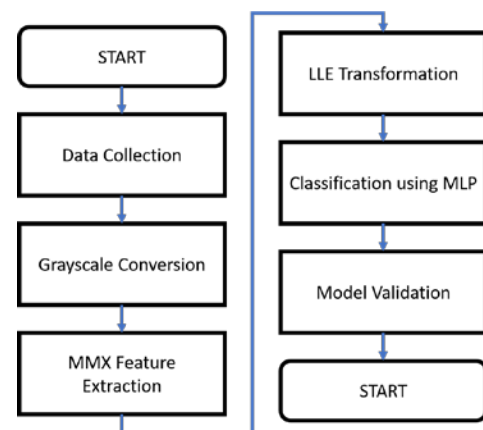 START
Data Collection
Grayscale Conversion
MMX Feature
Extraction
LLE Transformation
Classification using MLP
Model Validation
START